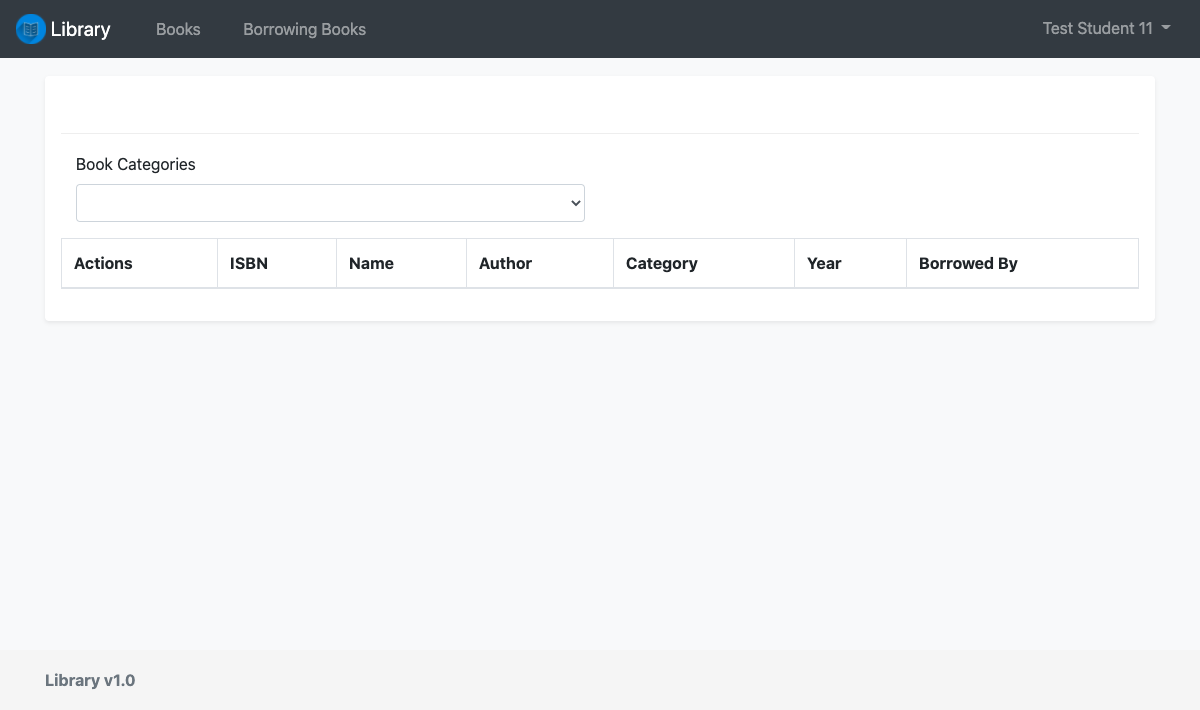 Library Books Borrowing Books Test Student 11
Book Categories
Actions ISBN Name Author Category Year Borrowed By
Library v1.0